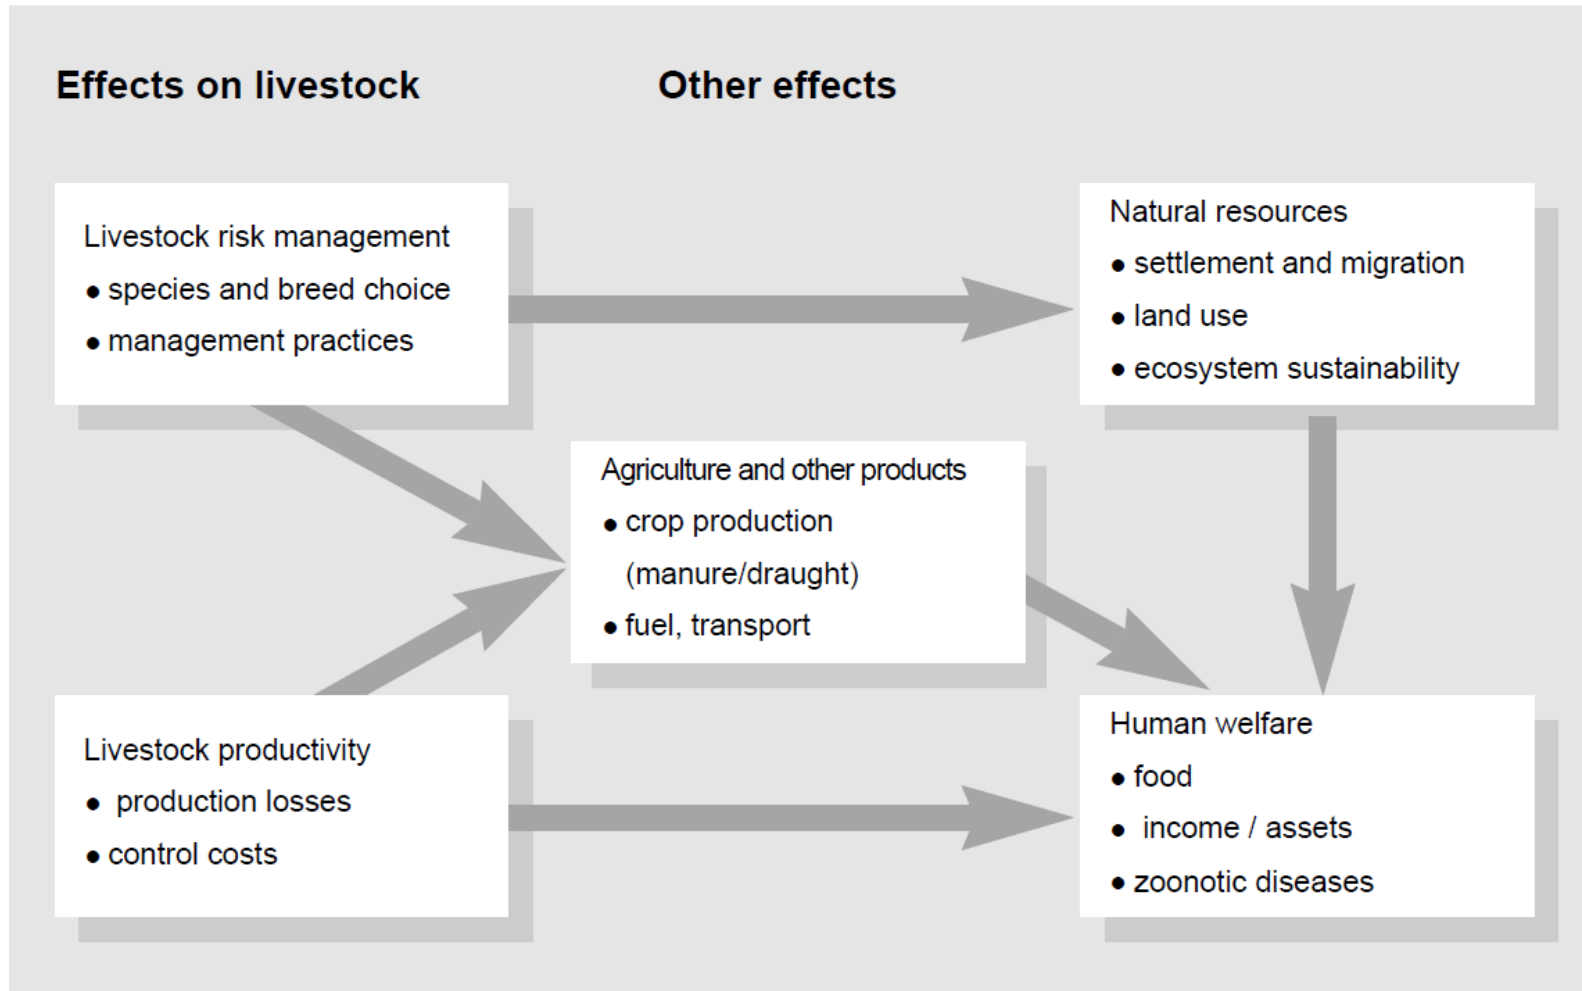 Effects on livestock
Other effects
Livestock risk management
● species and breed choice
● management practices
Natural resources
● settlement and migration
● land use
● ecosystem sustainability
Agriculture and other products
● crop production
(manure/draught)
● fuel, transport
Livestock productivity
● production losses
● control costs
Human welfare
● food
● income / assets
● zoonotic diseases